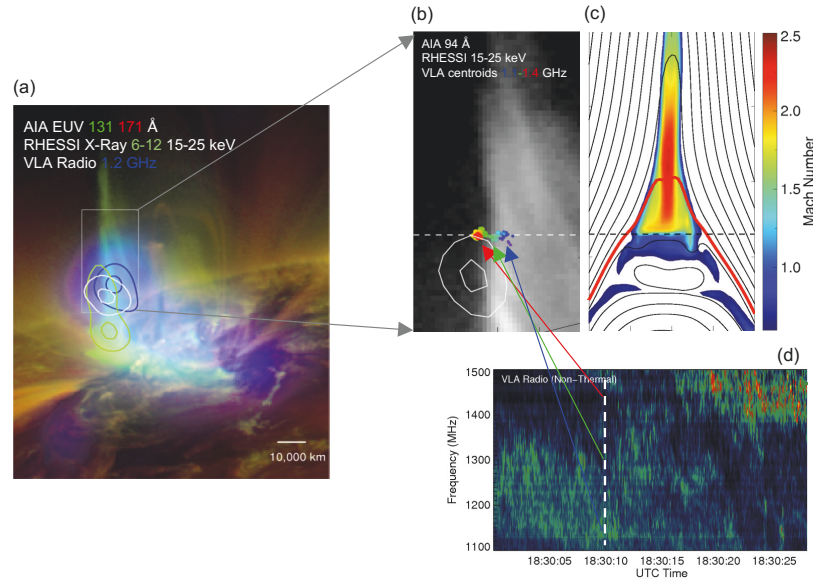 (a)
AIA EUV 131 171 Å
RHESSI X-Ray 6-12 15-25 keV
VLA Radio 1.2 GHz
10,000 km
(b)
AIA 94 Å
RHESSI 15-25 keV
VLA centroids 1.4 GHz
(c)
2.5
2.0
1.5
1.0
Mach Number
(d)
VLA Radio (Non-Thermal)
1500
1400
1300
1200
1100
Frequency (MHz)
18:30:05
18:30:10
18:30:15
18:30:20
18:30:25
UTC Time